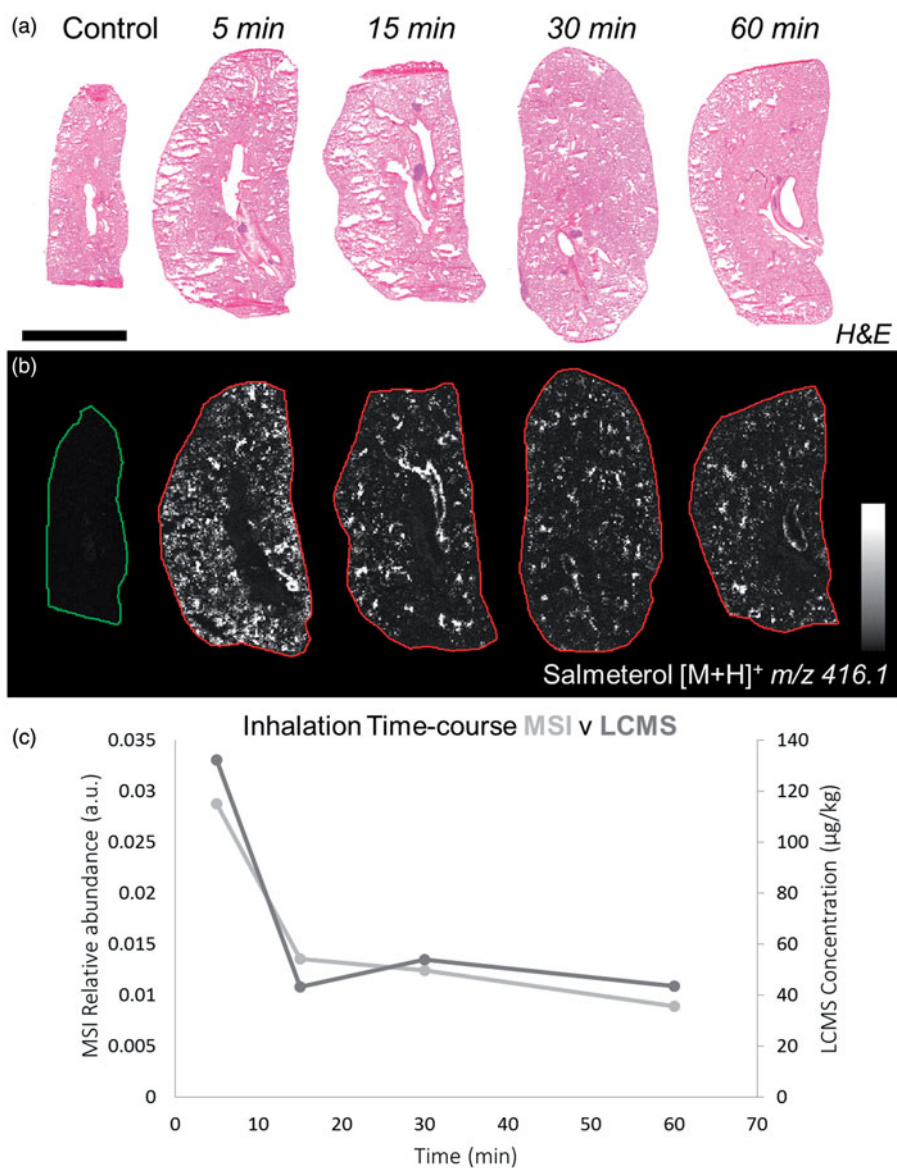 (a) Control 5 min 15 min 30 min 60 min
H&E
(b)
Salmeterol [M+H]⁺ m/z 416.1
(c)
Inhalation Time-course MSI v LCMS
0.035
0.03
0.025
0.02
0.015
0.01
0.005
0
MSI Relative abundance (a.u.)
140
120
100
80
60
40
20
0
LCMS Concentration (µg/kg)
0 10 20 30 40 50 60 70
Time (min)